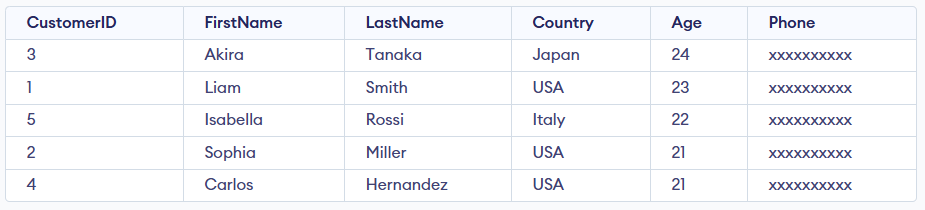 CustomerID FirstName LastName Country Age Phone
3 Akira Tanaka Japan 24 xxxxxxxxxx
1 Liam Smith USA 23 xxxxxxxxxx
5 Isabella Rossi Italy 22 xxxxxxxxxx
2 Sophia Miller USA 21 xxxxxxxxxx
4 Carlos Hernandez USA 21 xxxxxxxxxx